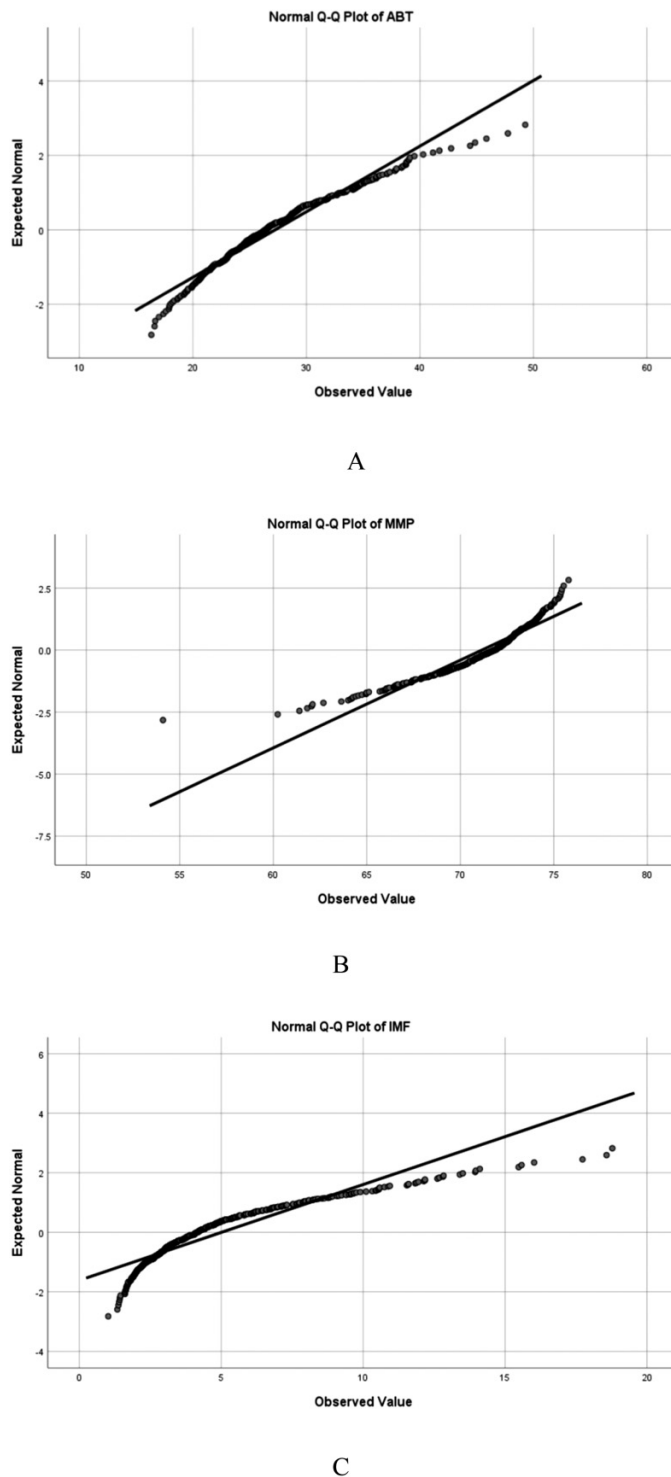 Normal Q-Q Plot of ABT
4
2
0
-2
Expected Normal
10 20 30 40 50 60
Observed Value
A
Normal Q-Q Plot of MMP
2.5
0.0
-2.5
-5.0
-7.5
Expected Normal
50 55 60 65 70 75 80
Observed Value
B
Normal Q-Q Plot of IMF
6
4
2
0
-2
-4
Expected Normal
0 5 10 15 20
Observed Value
C